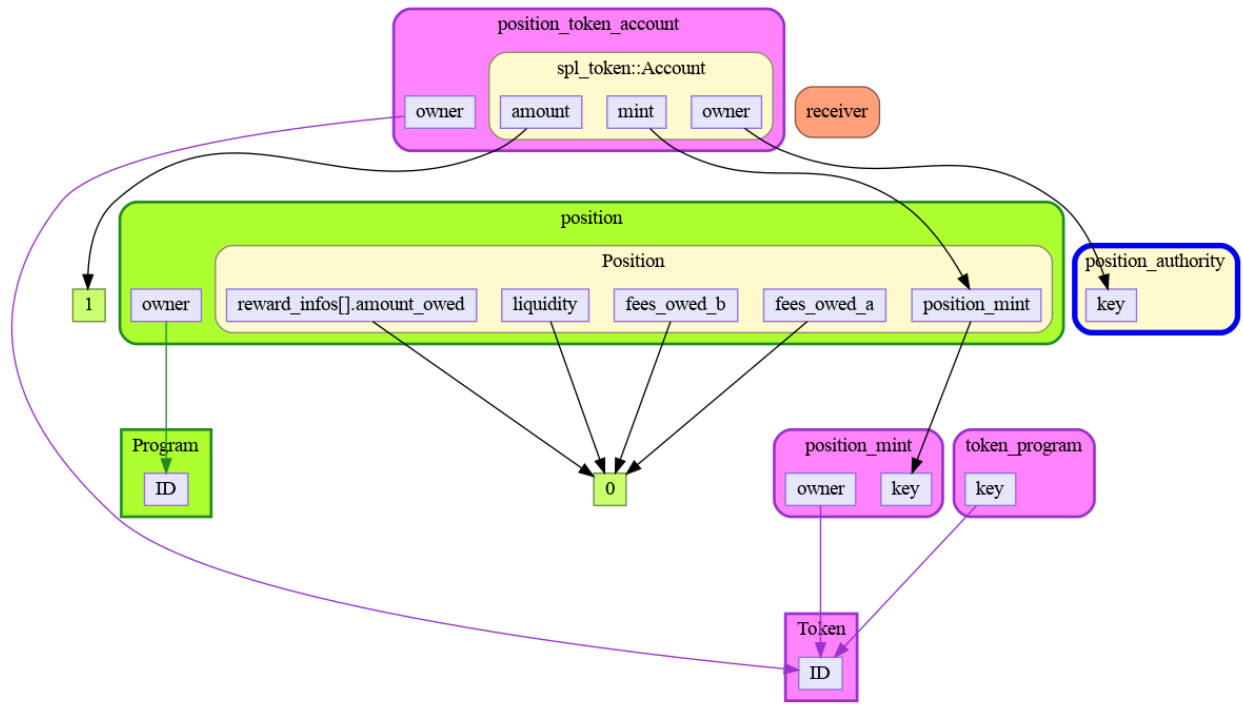 position_token_account
spl_token::Account
owner
amount
mint
owner
receiver
position
Position
position_authority
1
owner
reward_infos[].amount_owed
liquidity
fees_owed_b
fees_owed_a
position_mint
key
Program
position_mint
token_program
ID
0
owner
key
key
Token
ID